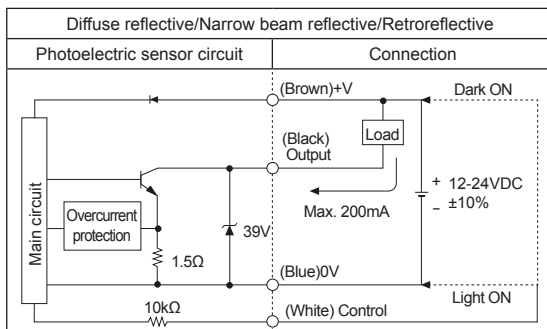 Diffuse reflective/Narrow beam reflective/Retroreflective
Photoelectric sensor circuit
Connection
(Brown)+V
Dark ON
(Black)
Output
Load
Main circuit
Overcurrent
protection
39V
Max. 200mA
+
−
12-24VDC
±10%
1.5Ω
(Blue)0V
Light ON
10kΩ
(White) Control